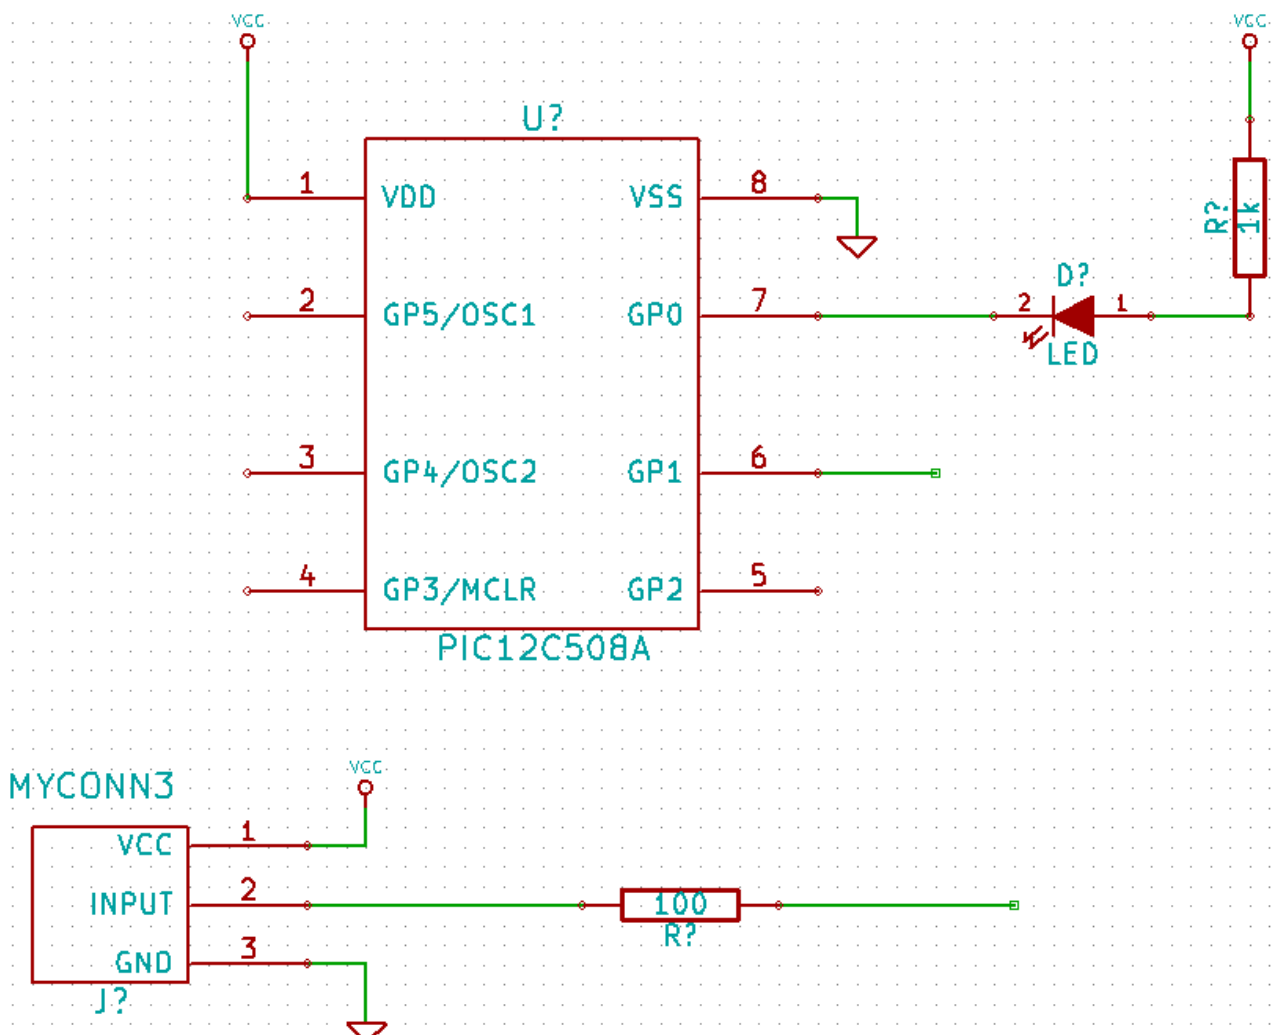 VCC
VCC
U?
1
VDD
VSS
8
R?
1k
2
GP5/OSC1
GP0
7
D?
2
1
LED
3
GP4/OSC2
GP1
6
4
GP3/MCLR
GP2
5
PIC12C508A
VCC
MYCONN3
VCC
1
INPUT
2
100
R?
GND
3
J?